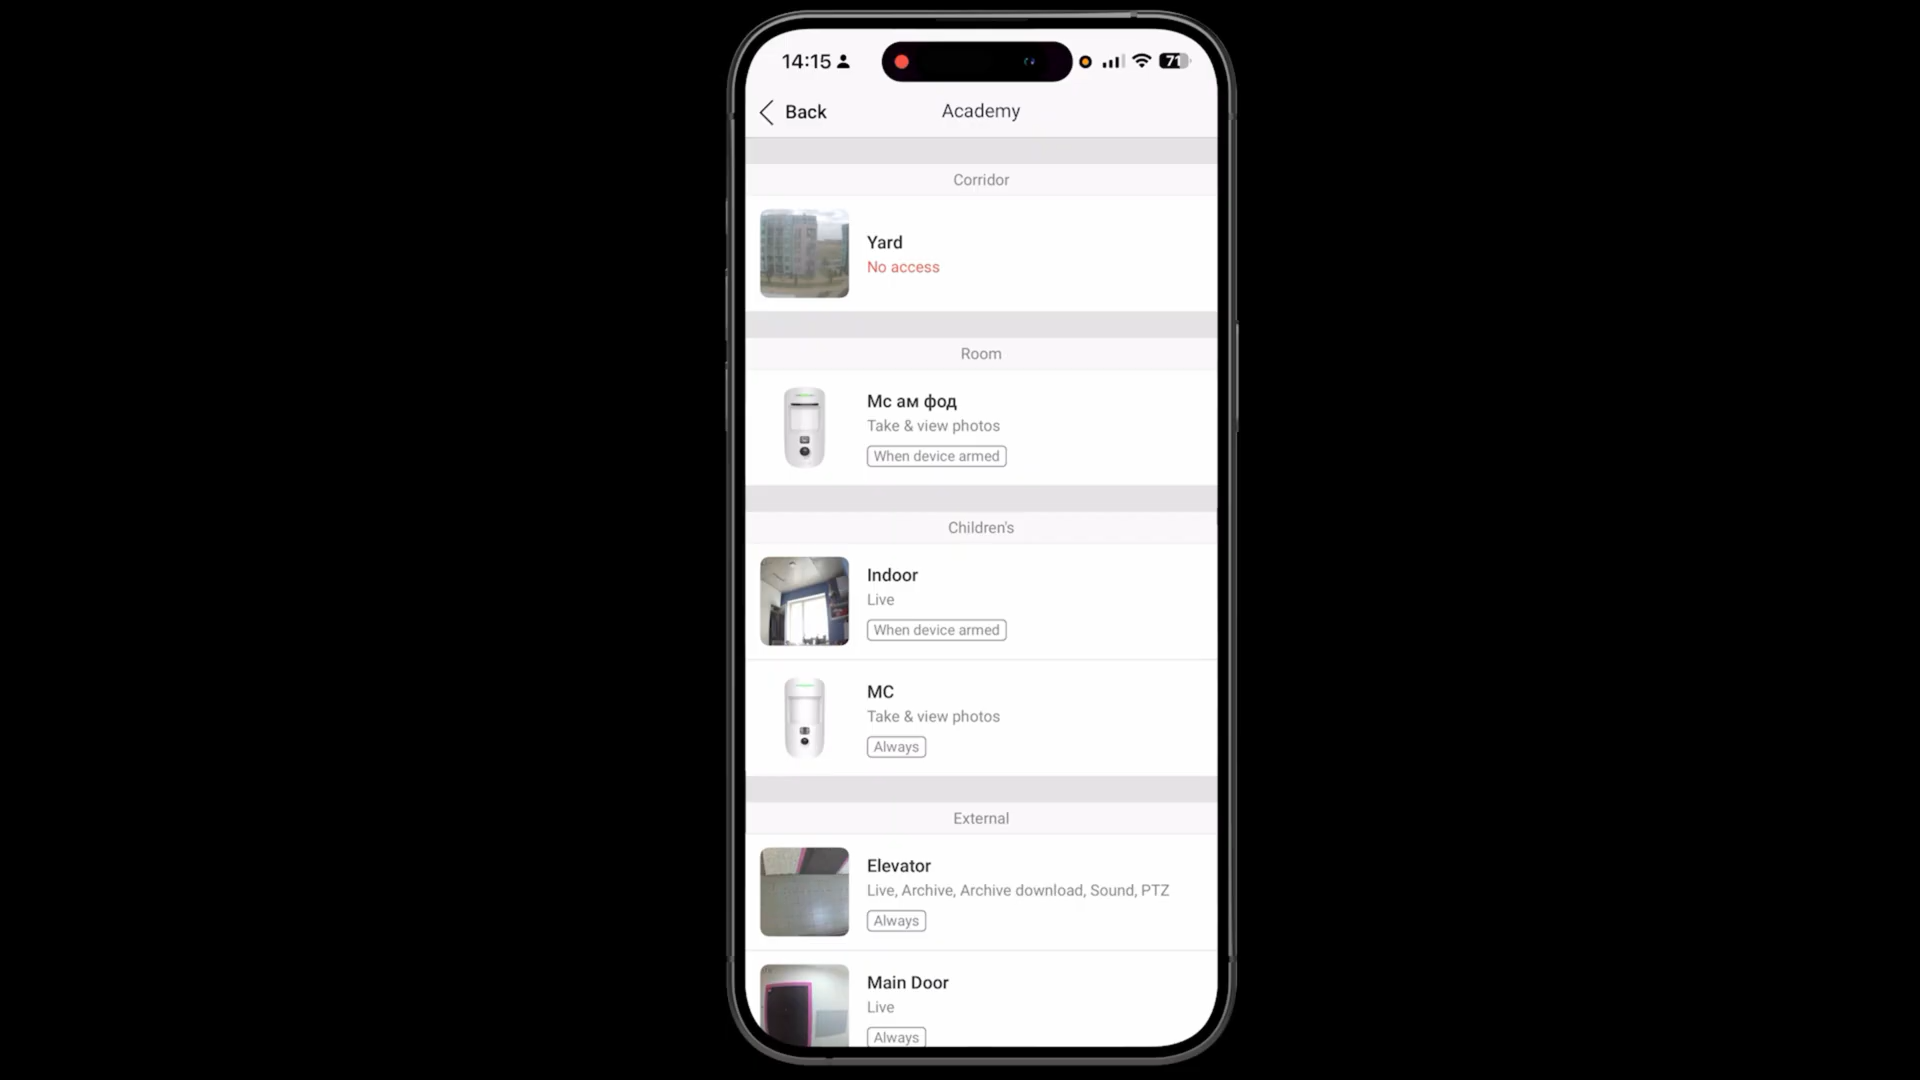 14:15
71
Back
Academy
Corridor
Yard
No access
Room
Мс ам фод
Take & view photos
When device armed
Children's
Indoor
Live
When device armed
MC
Take & view photos
Always
External
Elevator
Live, Archive, Archive download, Sound, PTZ
Always
Main Door
Live
Always